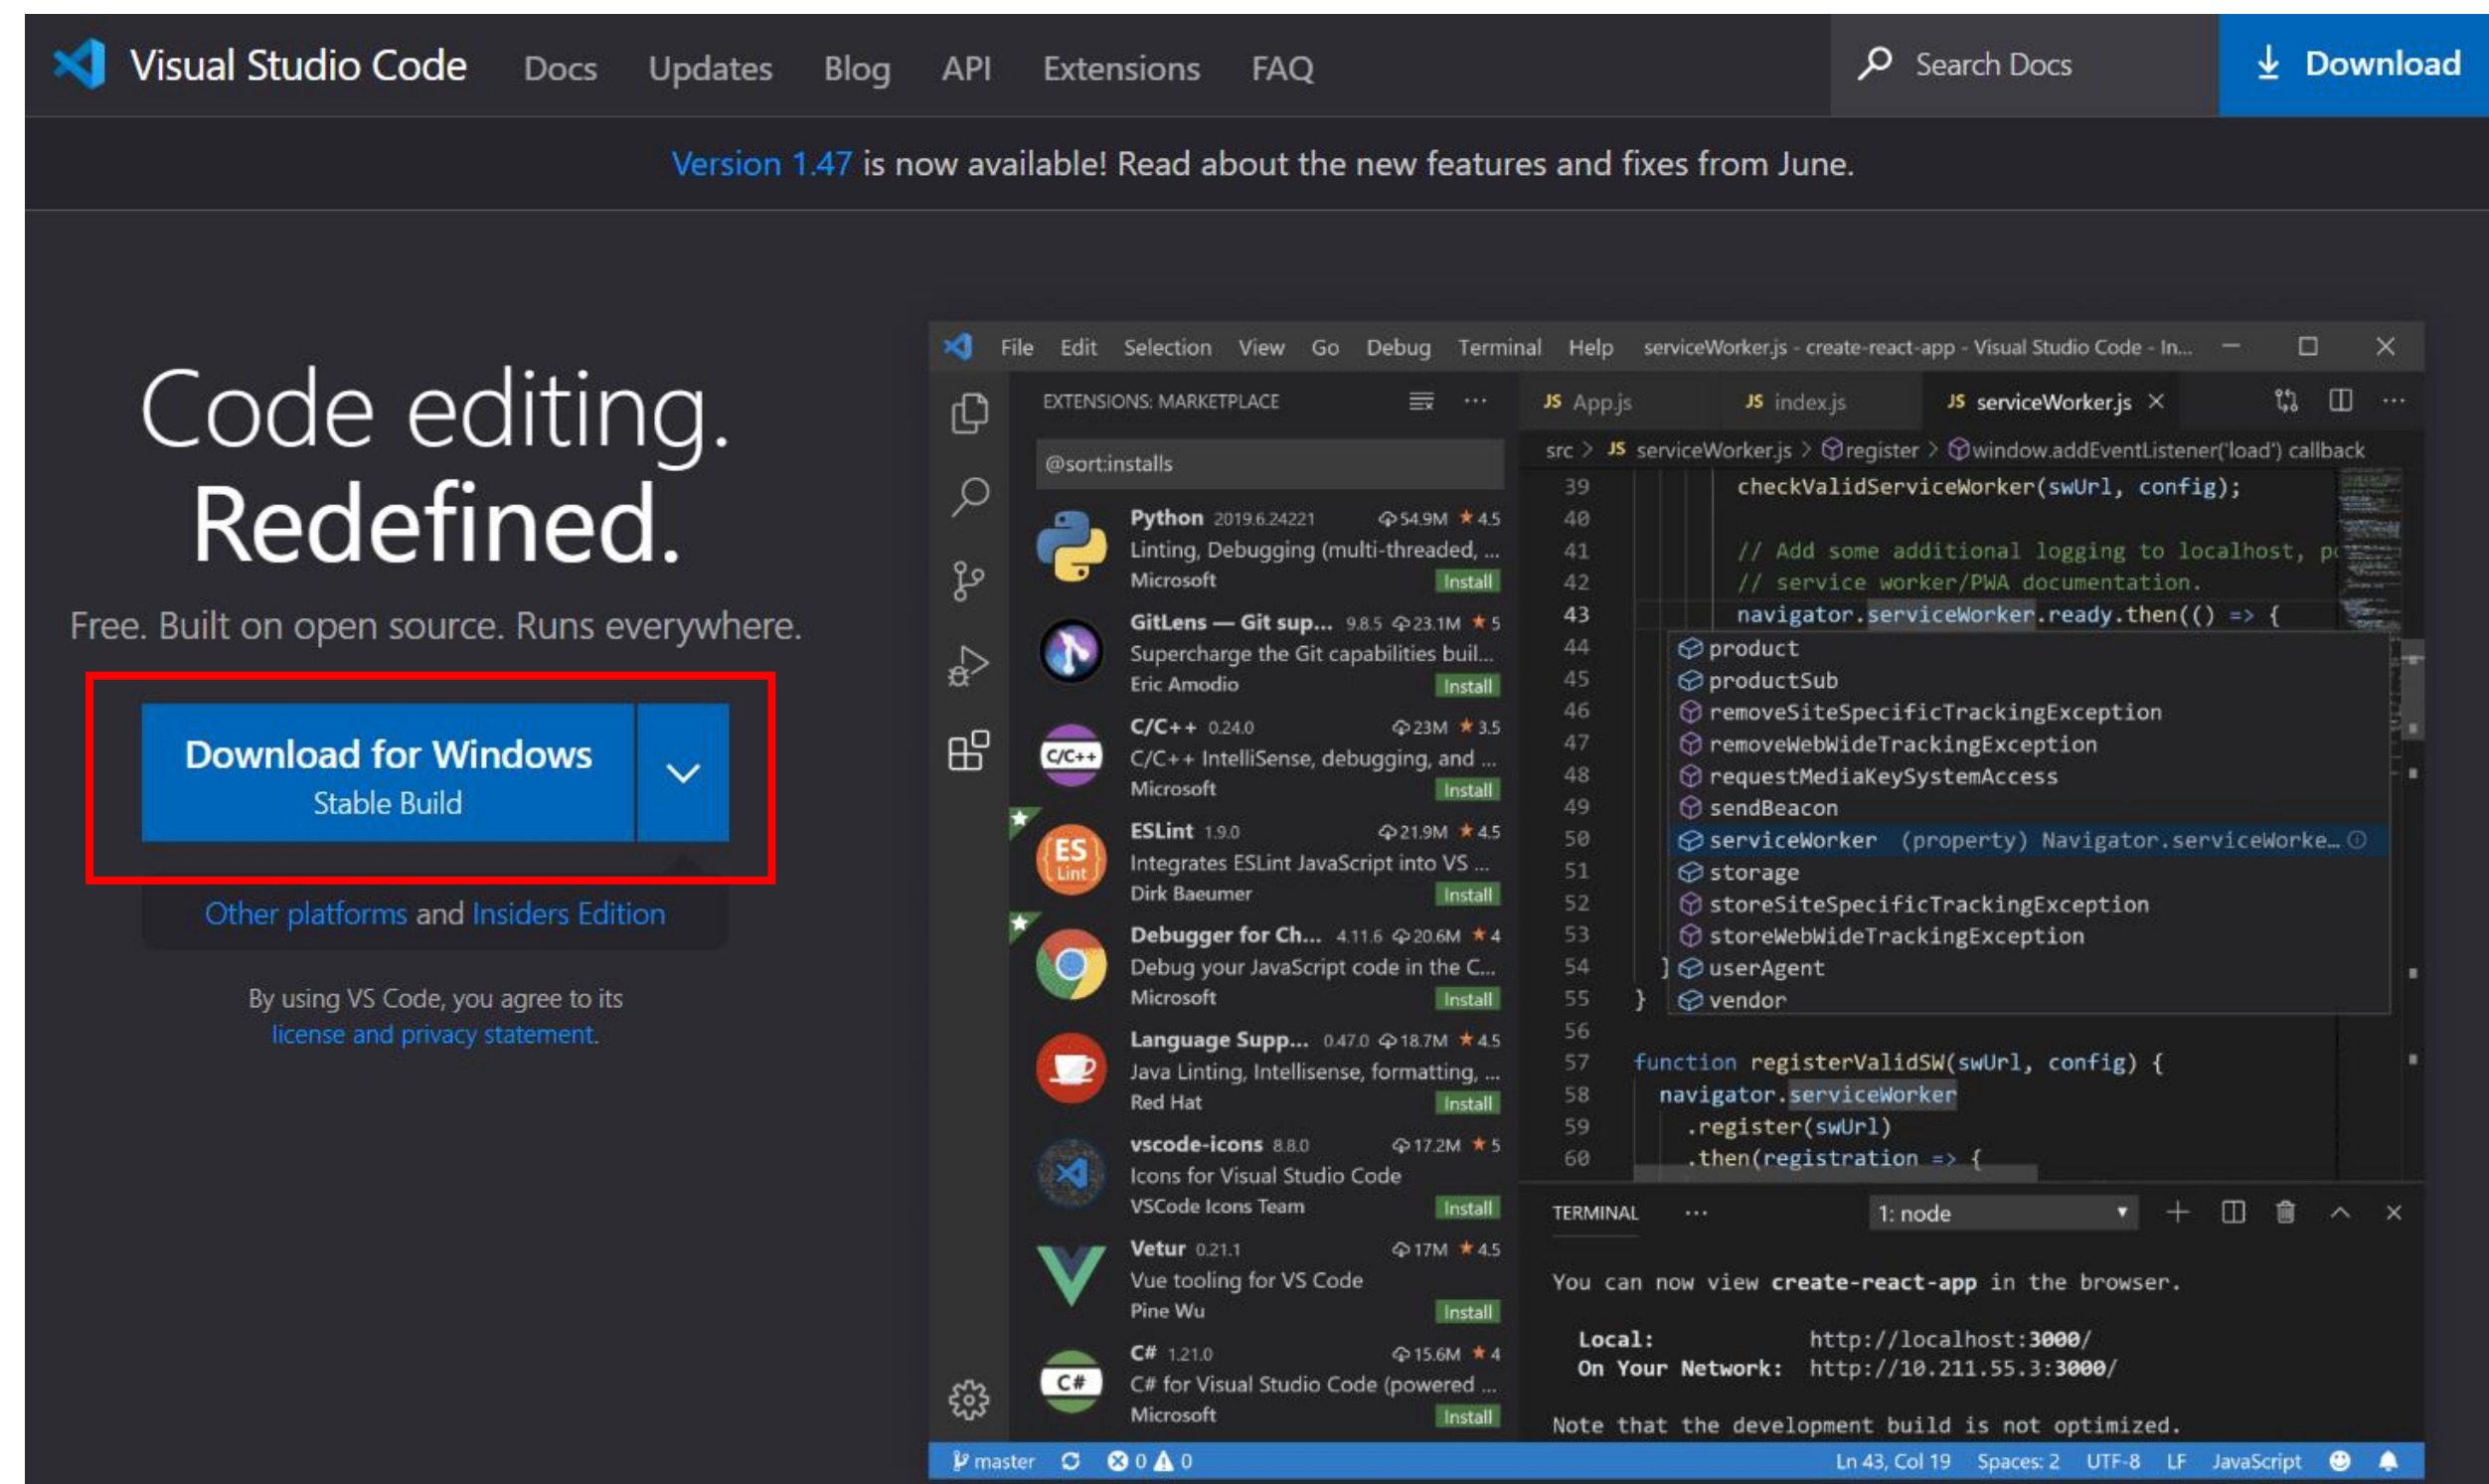 Visual Studio Code Docs Updates Blog API Extensions FAQ Search Docs Download
Version 1.47 is now available! Read about the new features and fixes from June.
Code editing.
Redefined.
Free. Built on open source. Runs everywhere.
Download for Windows
Stable Build
Other platforms and Insiders Edition
By using VS Code, you agree to its
license and privacy statement.
File Edit Selection View Go Debug Terminal Help serviceWorker.js - create-react-app - Visual Studio Code - In...
EXTENSIONS: MARKETPLACE
@sort:installs
Python 2019.6.24221 54.9M ★ 4.5
Linting, Debugging (multi-threaded, ...
Microsoft Install
GitLens — Git sup... 9.8.5 23.1M ★ 5
Supercharge the Git capabilities buil...
Eric Amodio Install
C/C++
C/C++ 0.24.0 23M ★ 3.5
C/C++ IntelliSense, debugging, and ...
Microsoft Install
ES
Lint
ESLint 1.9.0 21.9M ★ 4.5
Integrates ESLint JavaScript into VS ...
Dirk Baeumer Install
Debugger for Ch... 4.11.6 20.6M ★ 4
Debug your JavaScript code in the C...
Microsoft Install
Language Supp... 0.47.0 18.7M ★ 4.5
Java Linting, Intellisense, formatting, ...
Red Hat Install
vscode-icons 8.8.0 17.2M ★ 5
Icons for Visual Studio Code
VSCode Icons Team Install
Vetur 0.21.1 17M ★ 4.5
Vue tooling for VS Code
Pine Wu Install
C#
C# 1.21.0 15.6M ★ 4
C# for Visual Studio Code (powered ...
Microsoft Install
JS App.js JS index.js JS serviceWorker.js
src > JS serviceWorker.js > register > window.addEventListener('load') callback
39 checkValidServiceWorker(swUrl, config);
40
41 // Add some additional logging to localhost,
42 // service worker/PWA documentation.
43 navigator.serviceWorker.ready.then(() => {
44 product
45 productSub
46 removeSiteSpecificTrackingException
47 removeWebWideTrackingException
48 requestMediaKeySystemAccess
49 sendBeacon
50 serviceWorker (property) Navigator.serviceWorke…
51 storage
52 storeSiteSpecificTrackingException
53 storeWebWideTrackingException
54 } userAgent
55 } vendor
56
57 function registerValidSW(swUrl, config) {
58 navigator.serviceWorker
59 .register(swUrl)
60 .then(registration => {
TERMINAL ··· 1: node
You can now view create-react-app in the browser.
Local: http://localhost:3000/
On Your Network: http://10.211.55.3:3000/
Note that the development build is not optimized.
master 0 0 Ln 43, Col 19 Spaces: 2 UTF-8 LF JavaScript